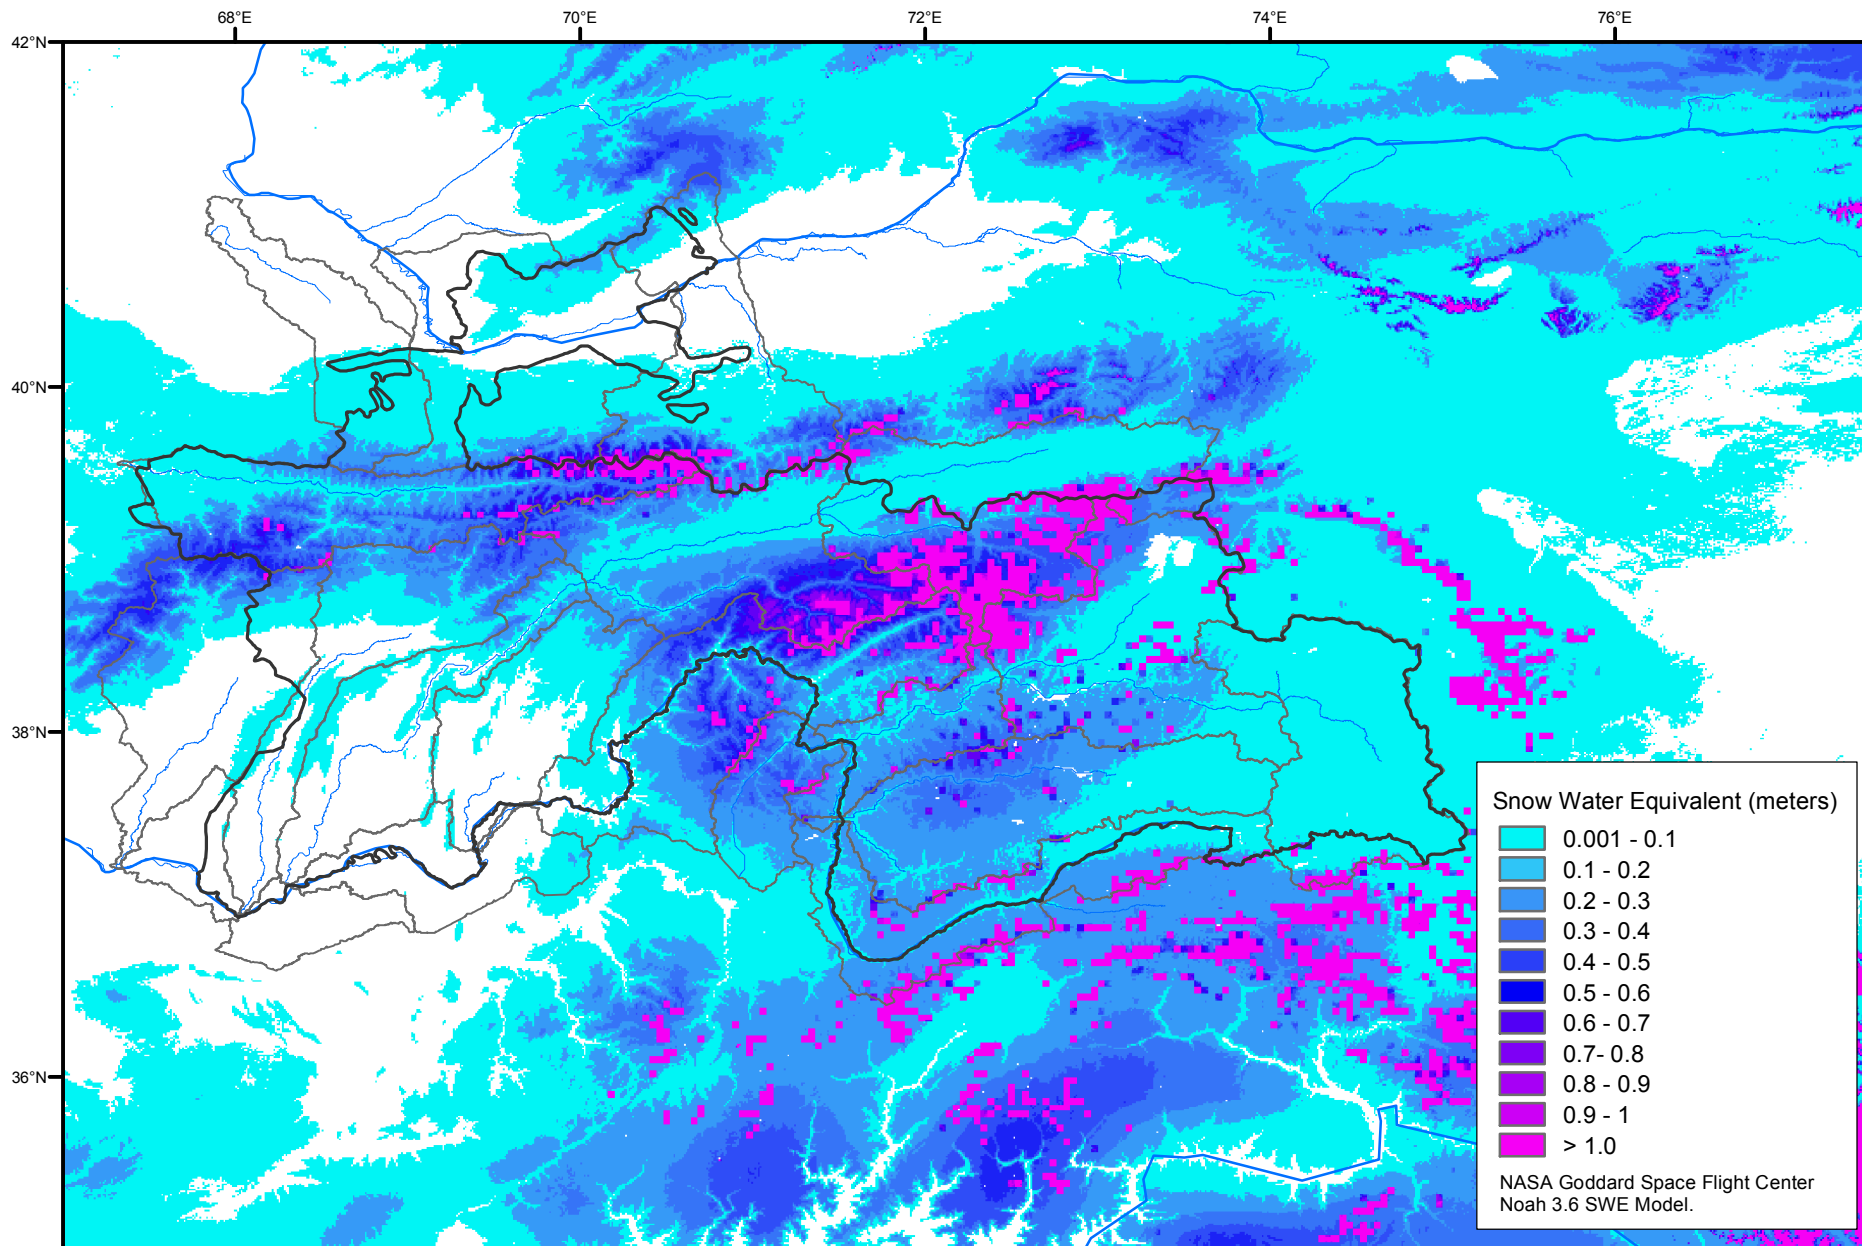 68°E
70°E
72°E
74°E
76°E
42°N
40°N
38°N
36°N
Snow Water Equivalent (meters)
0.001 - 0.1
0.1 - 0.2
0.2 - 0.3
0.3 - 0.4
0.4 - 0.5
0.5 - 0.6
0.6 - 0.7
0.7- 0.8
0.8 - 0.9
0.9 - 1
> 1.0
NASA Goddard Space Flight Center
Noah 3.6 SWE Model.